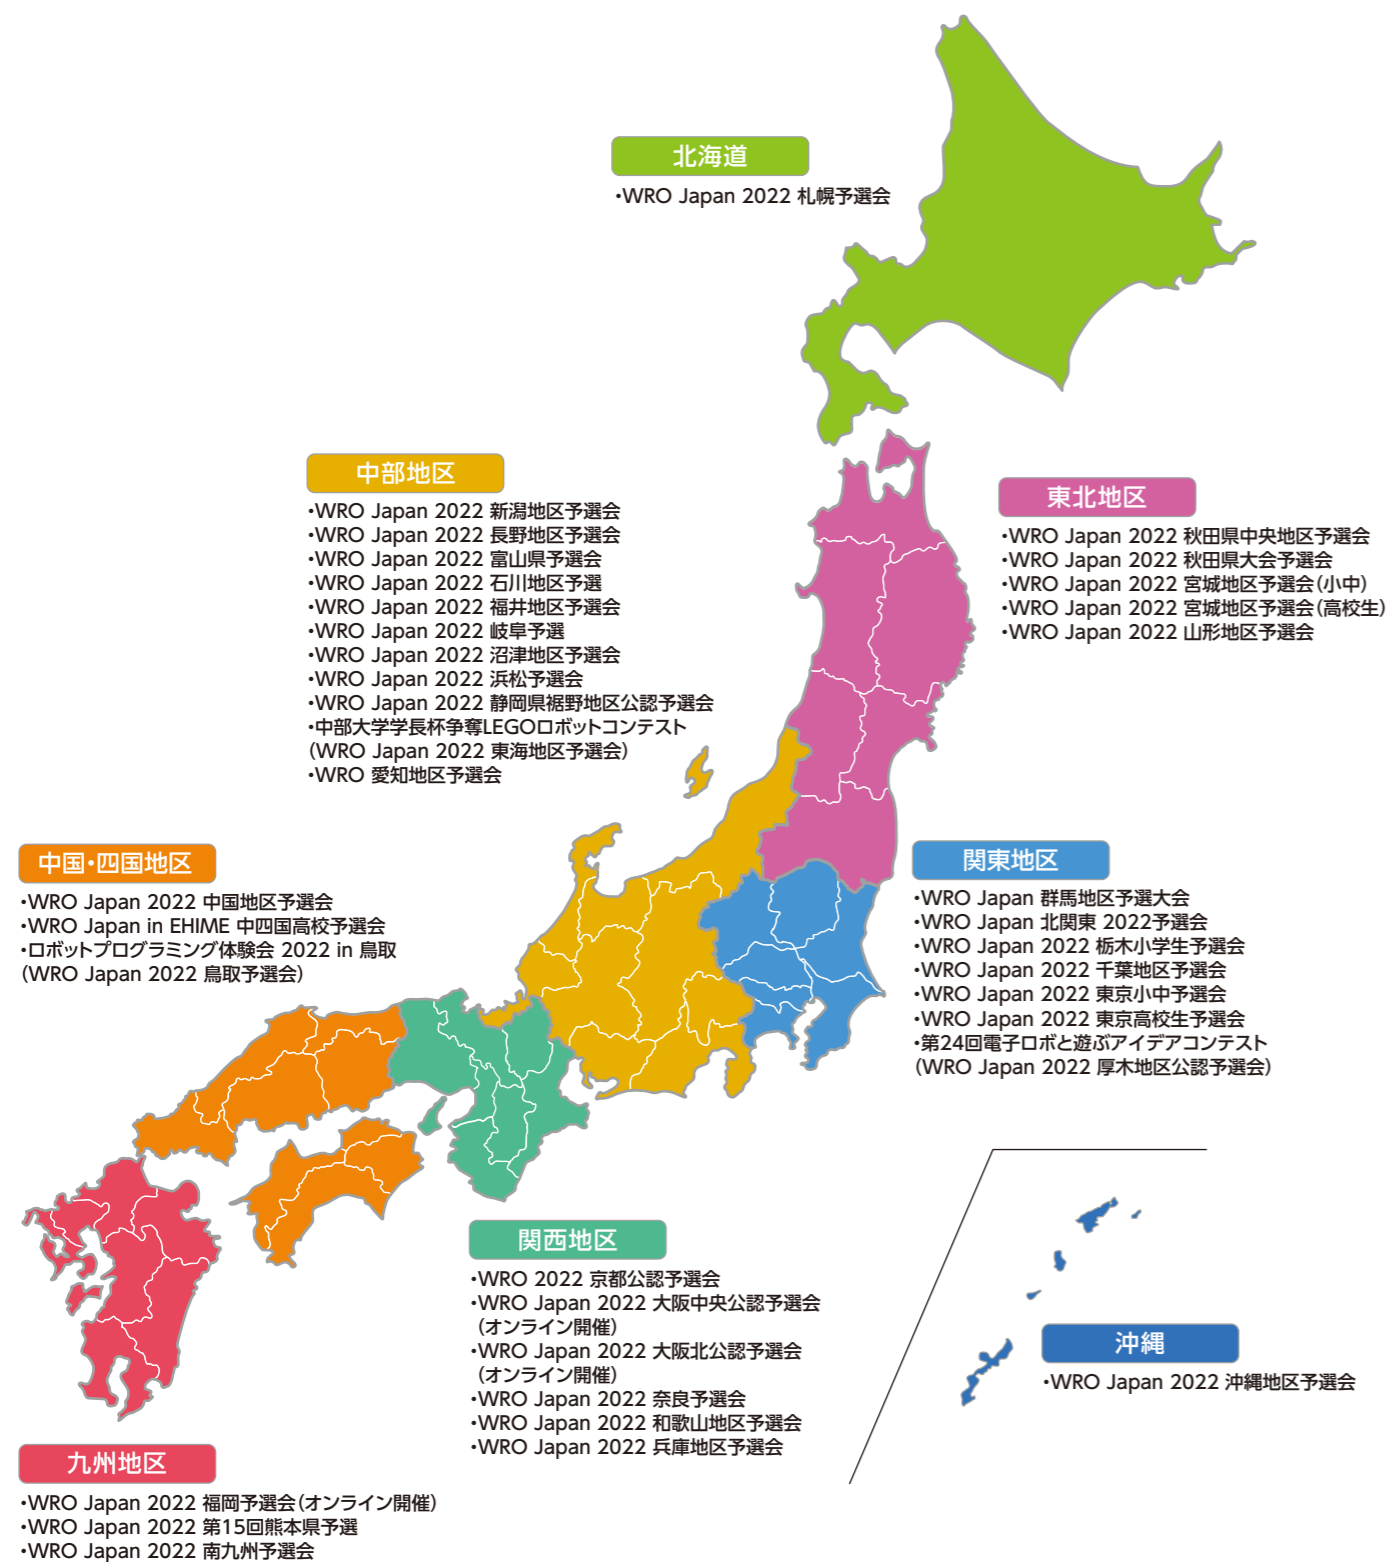 北海道
・WRO Japan 2022 札幌予選会
中部地区
・WRO Japan 2022 新潟地区予選会
・WRO Japan 2022 長野地区予選会
・WRO Japan 2022 富山県予選会
・WRO Japan 2022 石川地区予選
・WRO Japan 2022 福井地区予選会
・WRO Japan 2022 岐阜予選
・WRO Japan 2022 沼津地区予選会
・WRO Japan 2022 浜松予選会
・WRO Japan 2022 静岡県裾野地区公認予選会
・中部大学学長杯争奪LEGOロボットコンテスト
（WRO Japan 2022 東海地区予選会）
・WRO 愛知地区予選会
東北地区
・WRO Japan 2022 秋田県中央地区予選会
・WRO Japan 2022 秋田県大会予選会
・WRO Japan 2022 宮城地区予選会（小中）
・WRO Japan 2022 宮城地区予選会（高校生）
・WRO Japan 2022 山形地区予選会
中国・四国地区
・WRO Japan 2022 中国地区予選会
・WRO Japan in EHIME 中四国高校予選会
・ロボットプログラミング体験会 2022 in 鳥取
（WRO Japan 2022 鳥取予選会）
関東地区
・WRO Japan 群馬地区予選大会
・WRO Japan 北関東 2022予選会
・WRO Japan 2022 栃木小学生予選会
・WRO Japan 2022 千葉地区予選会
・WRO Japan 2022 東京小中予選会
・WRO Japan 2022 東京高校生予選会
・第24回電子ロボと遊ぶアイデアコンテスト
（WRO Japan 2022 厚木地区公認予選会）
関西地区
・WRO 2022 京都公認予選会
・WRO Japan 2022 大阪中央公認予選会
（オンライン開催）
・WRO Japan 2022 大阪北公認予選会
（オンライン開催）
・WRO Japan 2022 奈良予選会
・WRO Japan 2022 和歌山地区予選会
・WRO Japan 2022 兵庫地区予選会
沖縄
・WRO Japan 2022 沖縄地区予選会
九州地区
・WRO Japan 2022 福岡予選会（オンライン開催）
・WRO Japan 2022 第15回熊本県予選
・WRO Japan 2022 南九州予選会